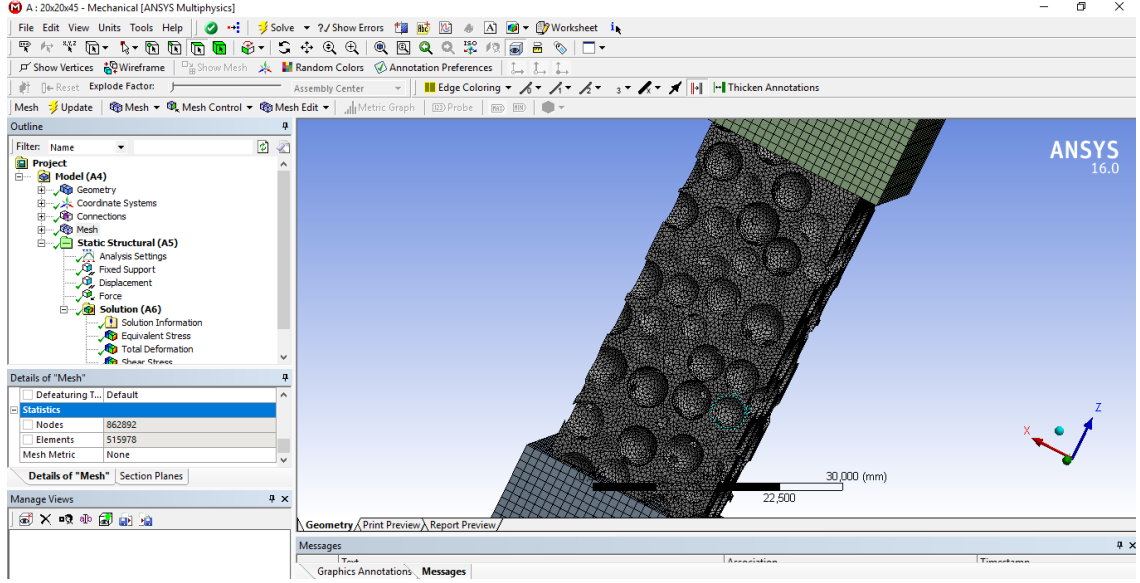 A : 20x20x45 - Mechanical [ANSYS Multiphysics]
File Edit View Units Tools Help Solve ?/ Show Errors Worksheet
Show Vertices Wireframe Show Mesh Random Colors Annotation Preferences
Reset Explode Factor: Assembly Center Edge Coloring Thicken Annotations
Mesh Update Mesh Mesh Control Mesh Edit Metric Graph Probe
Outline
Filter: Name
Project
Model (A4)
Geometry
Coordinate Systems
Connections
Mesh
Static Structural (A5)
Analysis Settings
Fixed Support
Displacement
Force
Solution (A6)
Solution Information
Equivalent Stress
Total Deformation
Shear Stress
Details of "Mesh"
Defeaturing T... Default
Statistics
Nodes 862892
Elements 515978
Mesh Metric None
Details of "Mesh" Section Planes
Manage Views
ANSYS
16.0
Z
X
30,000 (mm)
22,500
Geometry Print Preview Report Preview
Messages
Text Association Timestamp
Graphics Annotations Messages